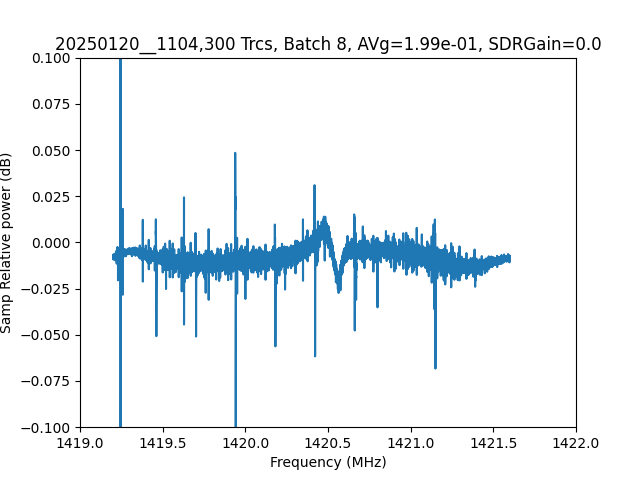 20250120__1104,300 Trcs, Batch 8, AVg=1.99e-01, SDRGain=0.0
0.100
0.075
0.050
0.025
0.000
−0.025
−0.050
−0.075
−0.100
Samp Relative power (dB)
1419.0 1419.5 1420.0 1420.5 1421.0 1421.5 1422.0
Frequency (MHz)